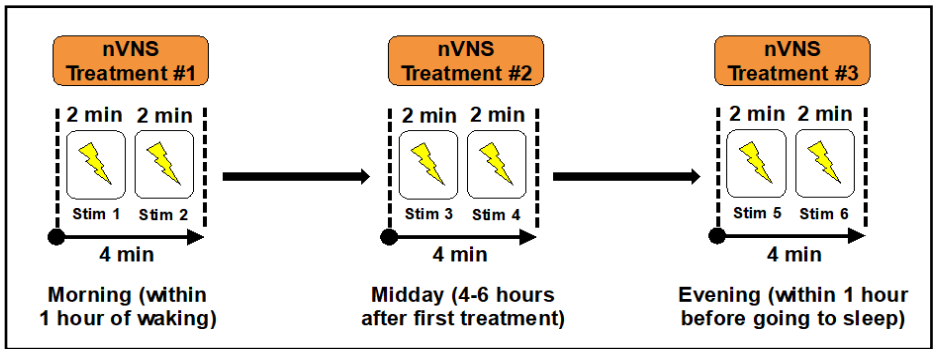 nVNS
Treatment #1
2 min 2 min
Stim 1 Stim 2
4 min
Morning (within
1 hour of waking)
nVNS
Treatment #2
2 min 2 min
Stim 3 Stim 4
4 min
Midday (4-6 hours
after first treatment)
nVNS
Treatment #3
2 min 2 min
Stim 5 Stim 6
4 min
Evening (within 1 hour
before going to sleep)